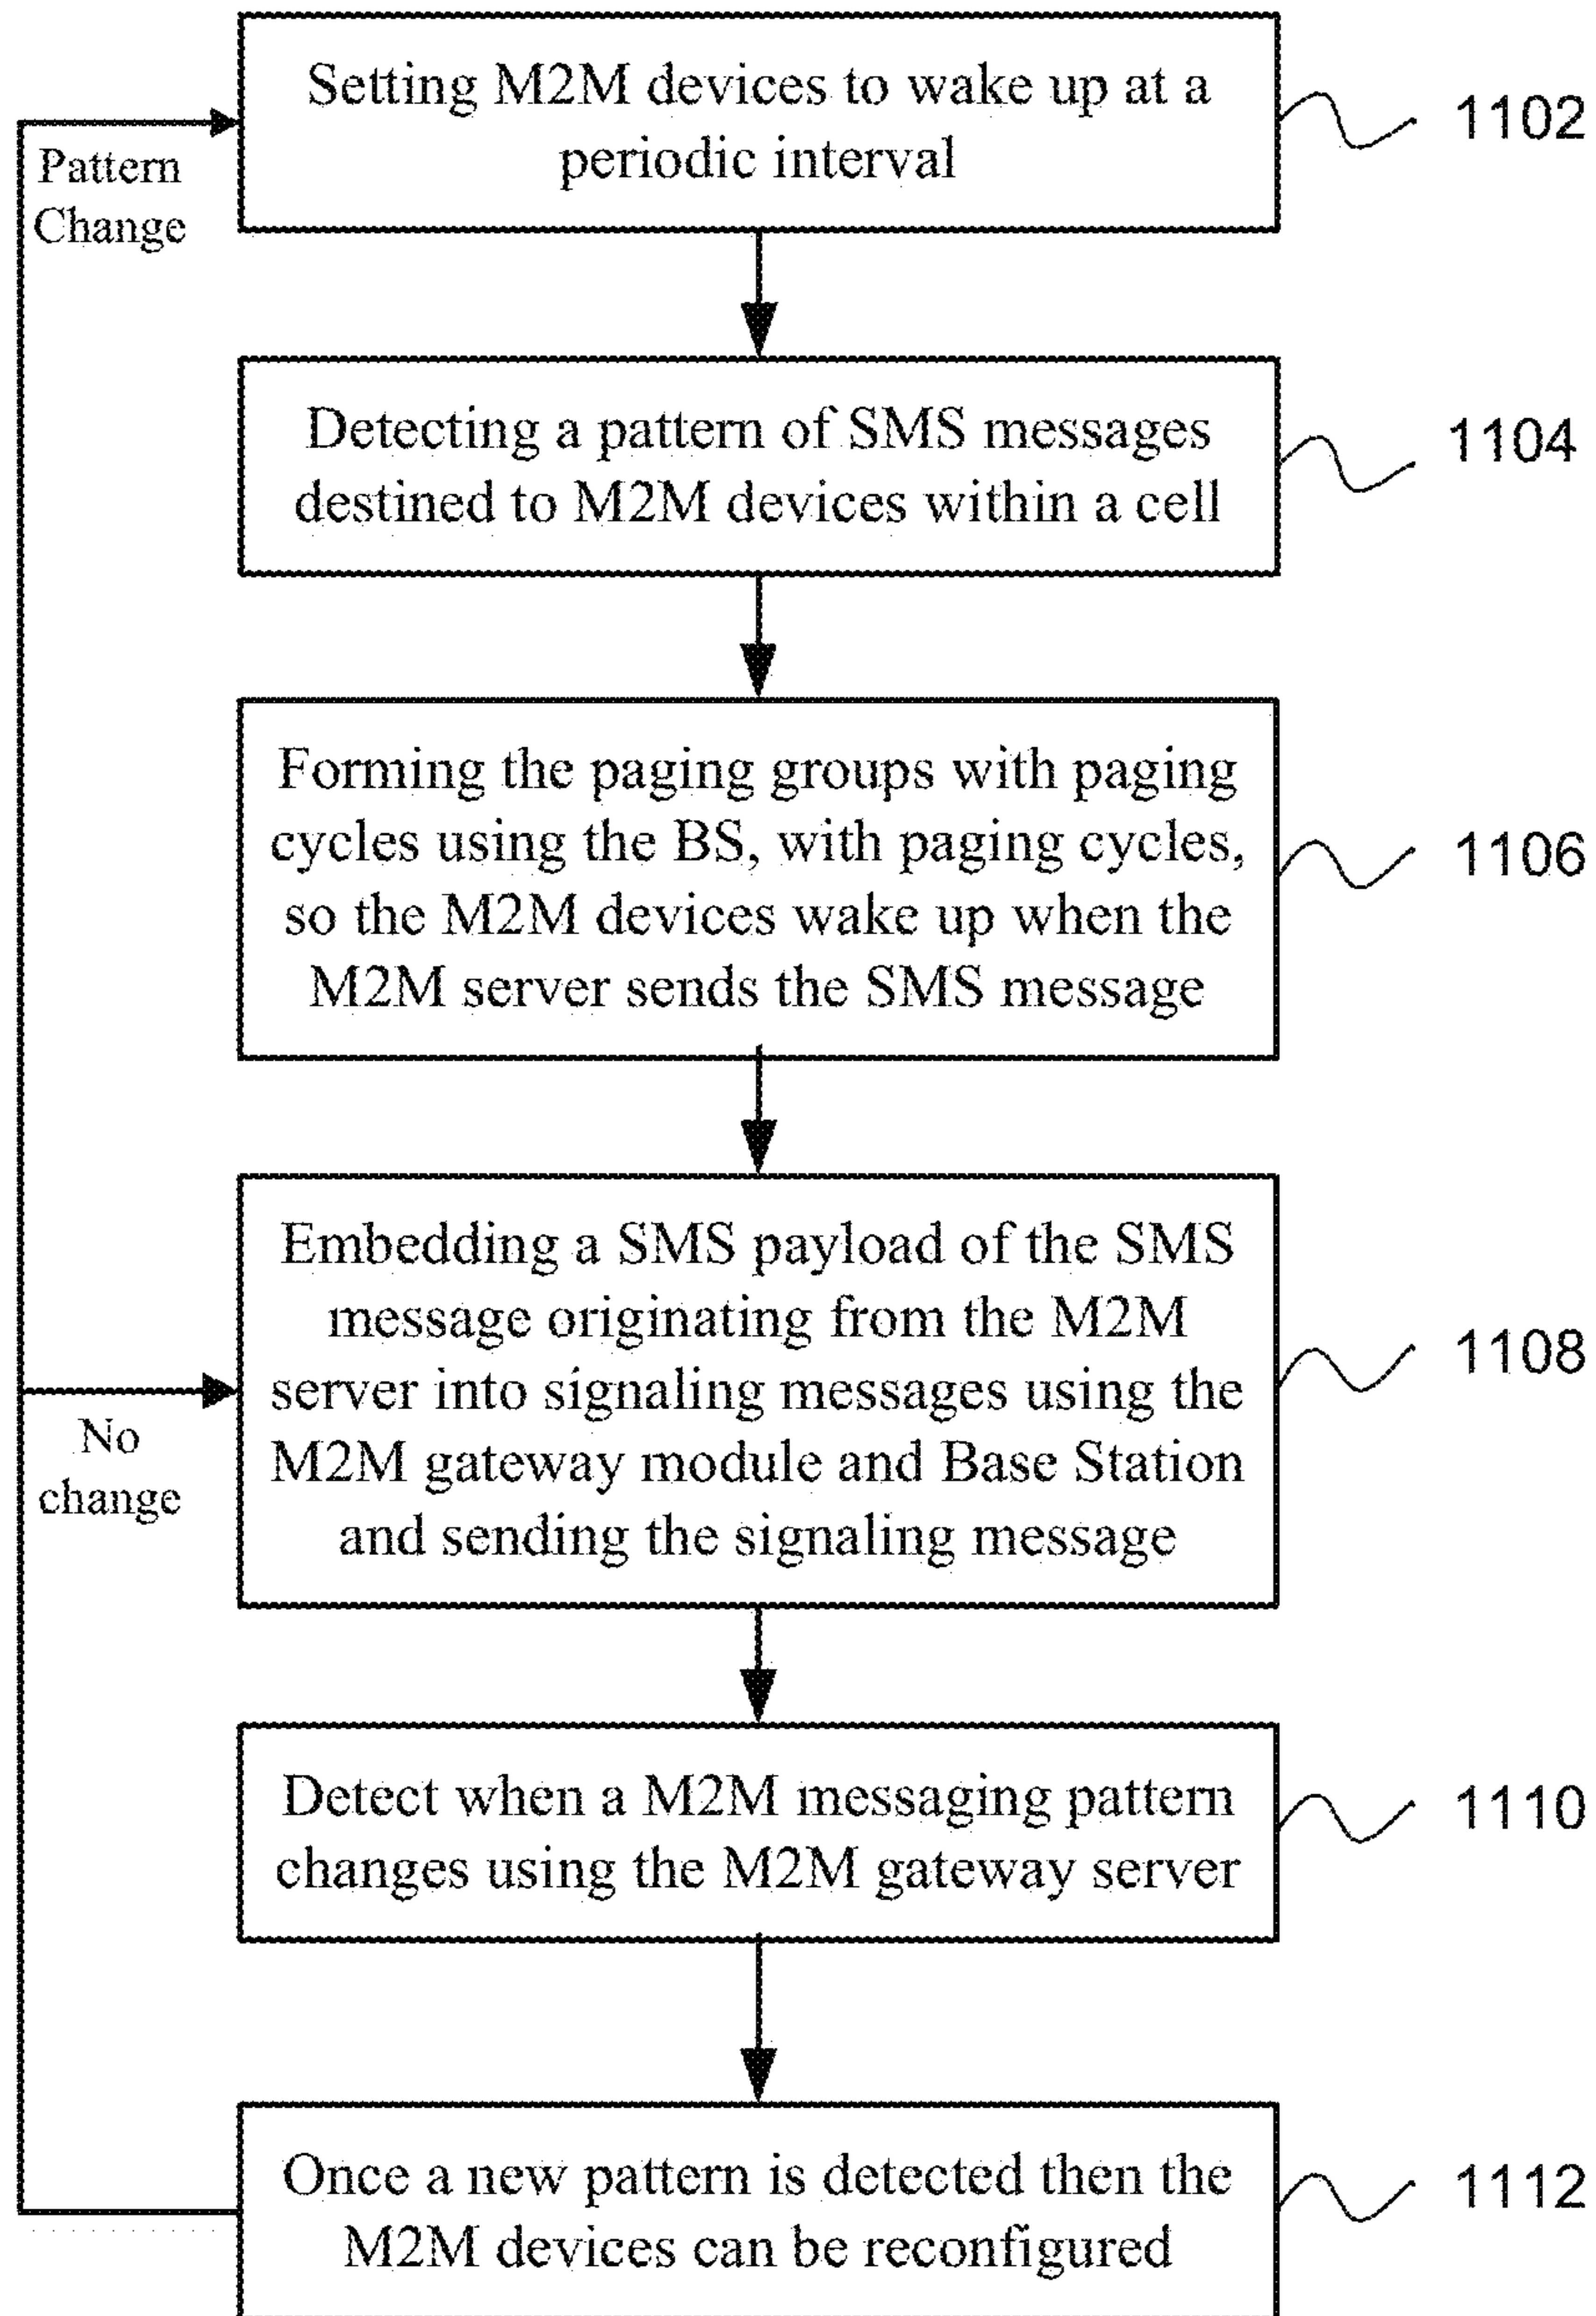 Setting M2M devices to wake up at a
periodic interval
1102
Pattern
Change
Detecting a pattern of SMS messages
destined to M2M devices within a cell
1104
Forming the paging groups with paging
cycles using the BS, with paging cycles,
so the M2M devices wake up when the
M2M server sends the SMS message
1106
Embedding a SMS payload of the SMS
message originating from the M2M
server into signaling messages using the
M2M gateway module and Base Station
and sending the signaling message
1108
No
change
Detect when a M2M messaging pattern
changes using the M2M gateway server
1110
Once a new pattern is detected then the
M2M devices can be reconfigured
1112